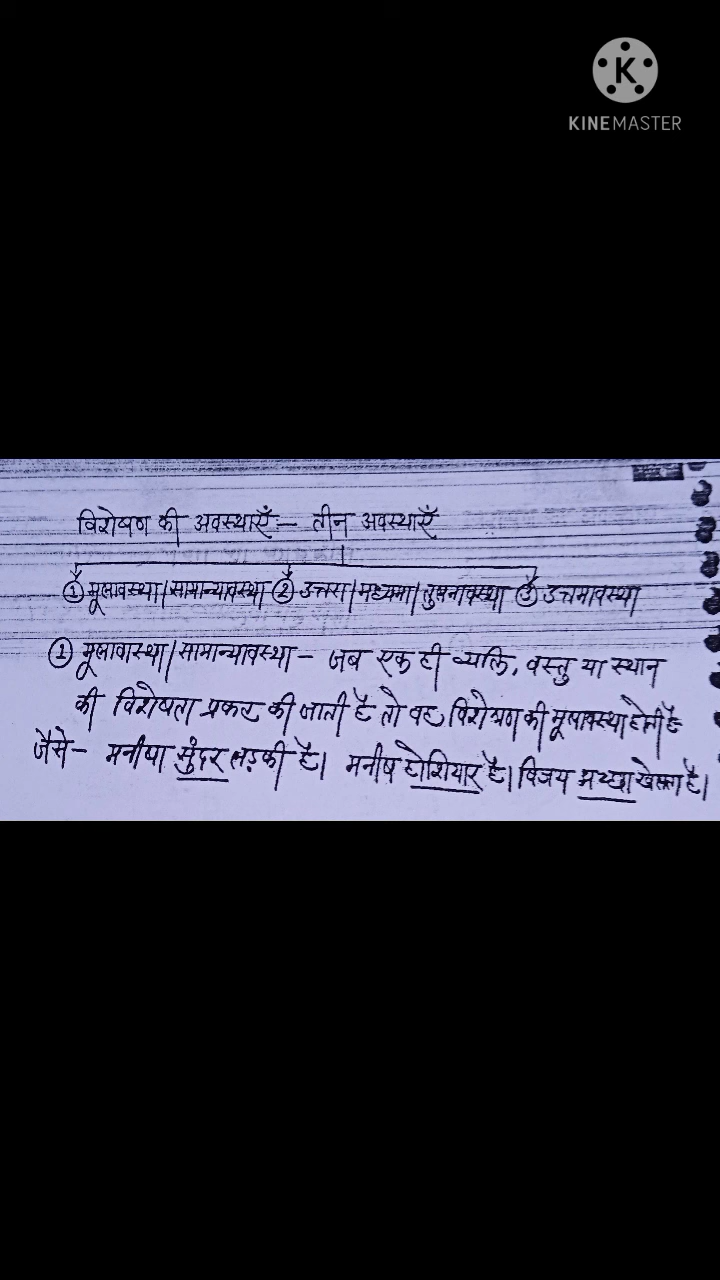 K
KINEMASTER
विशेषण की अवस्थाएँ:— तीन अवस्थाएँ
① मूलावस्था/सामान्यावस्था ② उत्तरा/मध्यमा/तुलनावस्था ③ उत्तमावस्था
① मूलावस्था/सामान्यावस्था – जब एक ही व्यक्ति, वस्तु या स्थान
की विशेषता प्रकट की जाती है तो वह विशेषण की मूलावस्था होती है
जैसे– मनीषा सुंदर लड़की है। मनीष होशियार है। विजय अच्छा खेलता है।